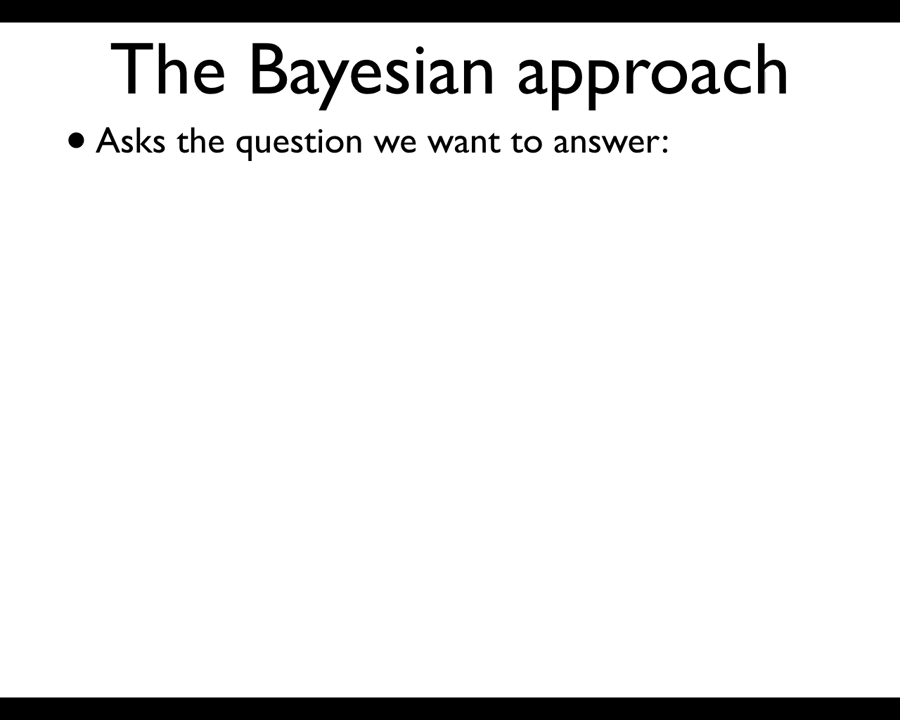 The Bayesian approach
• Asks the question we want to answer: